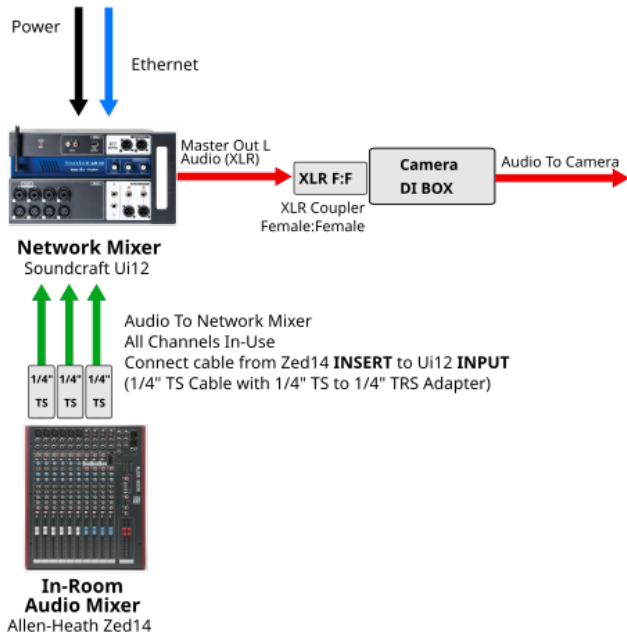 Power
Ethernet
Master Out L
Audio (XLR)
XLR F:F
XLR Coupler
Female:Female
Camera
DI BOX
Audio To Camera
Network Mixer
Soundcraft Ui12
Audio To Network Mixer
All Channels In-Use
Connect cable from Zed14 INSERT to Ui12 INPUT
(1/4" TS Cable with 1/4" TS to 1/4" TRS Adapter)
1/4" TS
1/4" TS
1/4" TS
In-Room
Audio Mixer
Allen-Heath Zed14